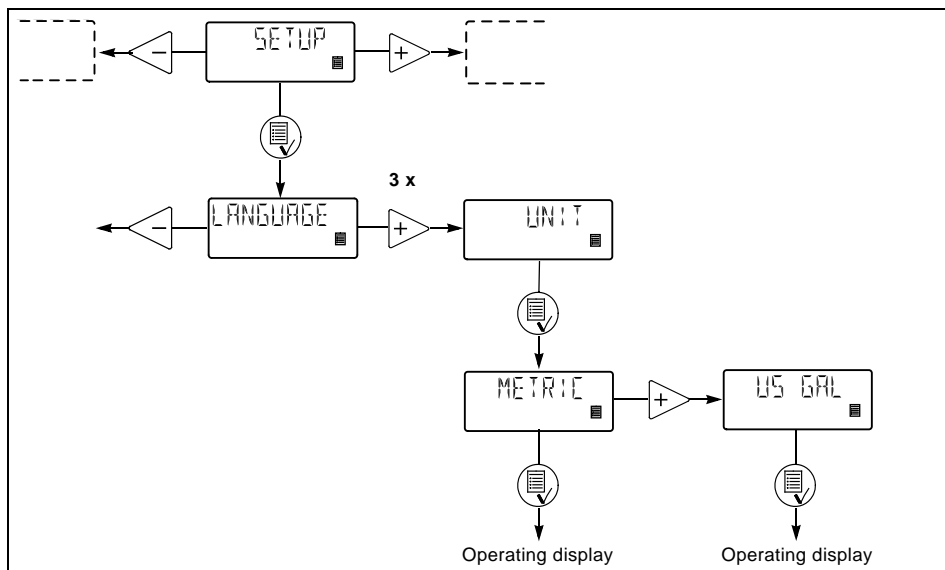 SETUP
3 x
LANGUAGE
UNIT
METRIC
US GAL
Operating display
Operating display